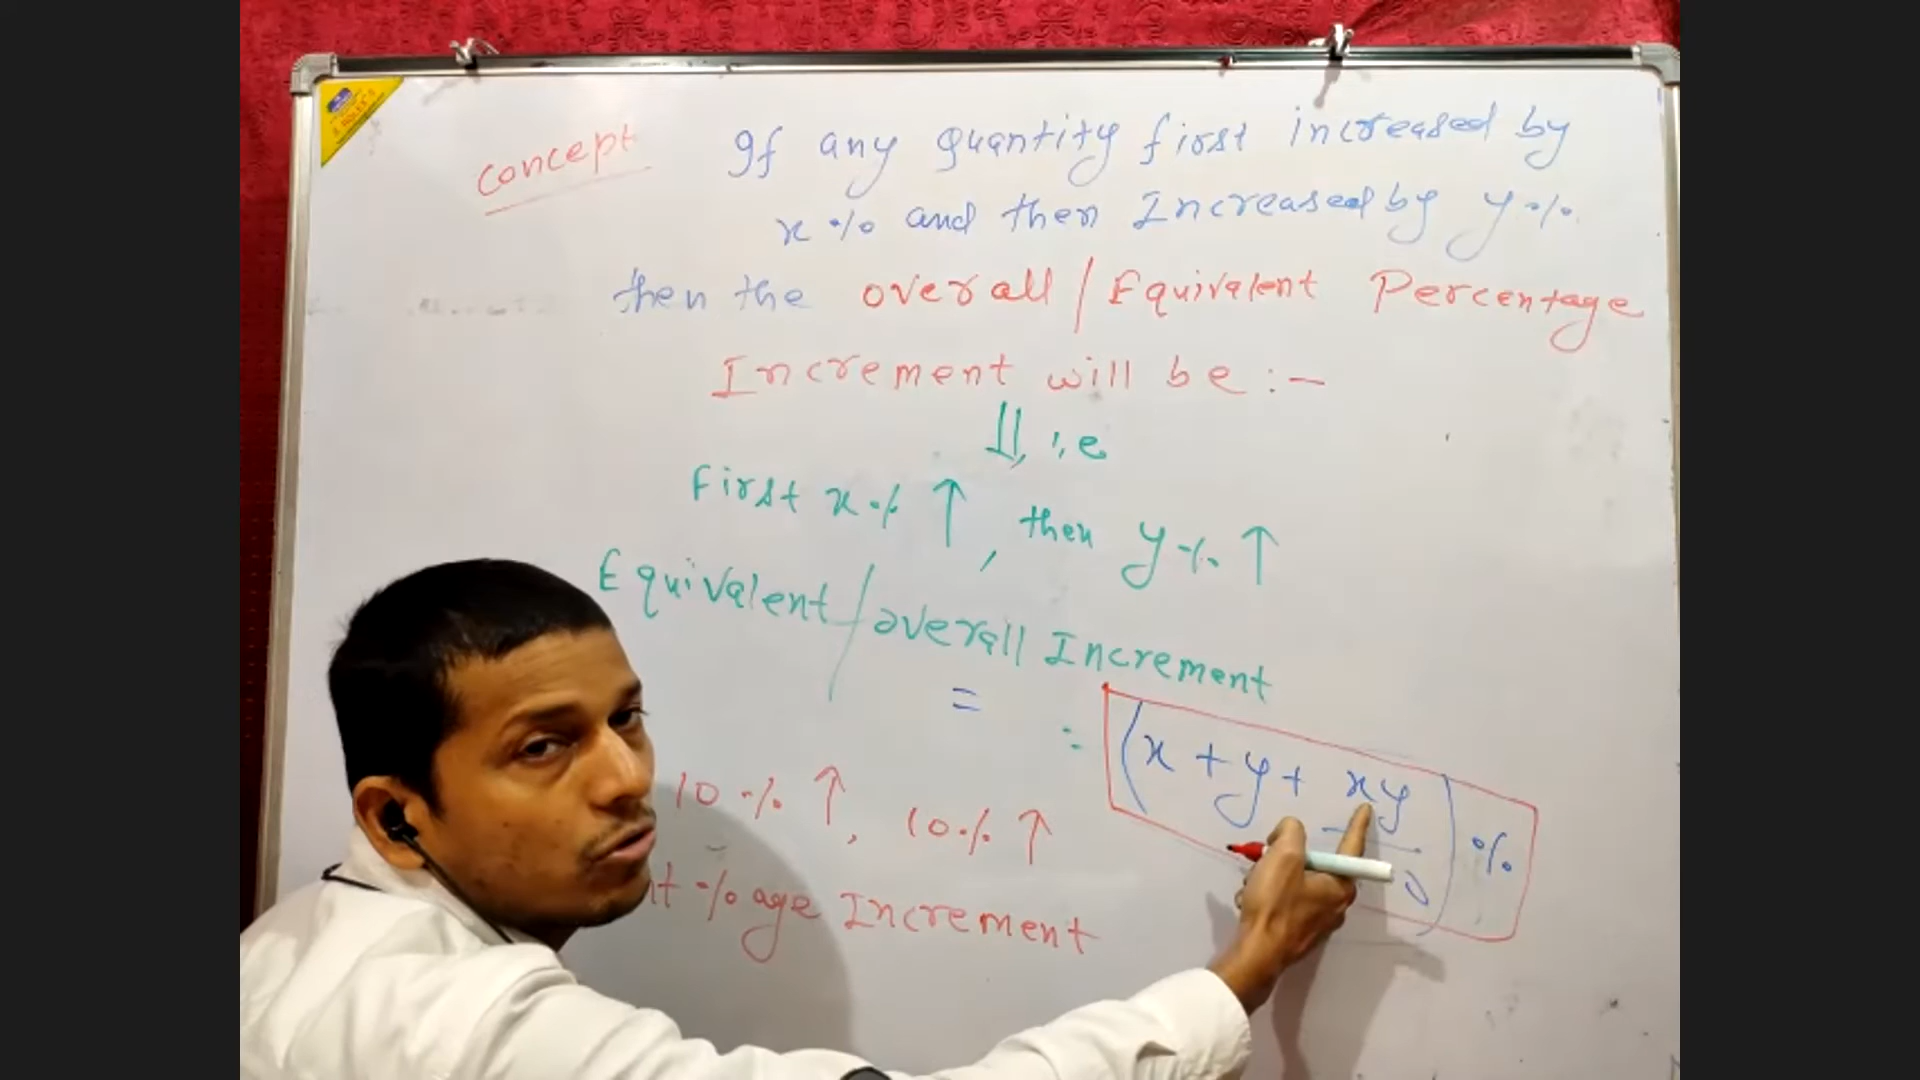 concept If any quantity first increased by
x % and then Increased by y %.
then the overall / Equivalent Percentage
Increment will be :-
⇓ i.e
First x % ↑ , then y % ↑
Equivalent / overall Increment
=
= (x + y + xy
) %
10 % ↑ , 10 % ↑
% age Increment